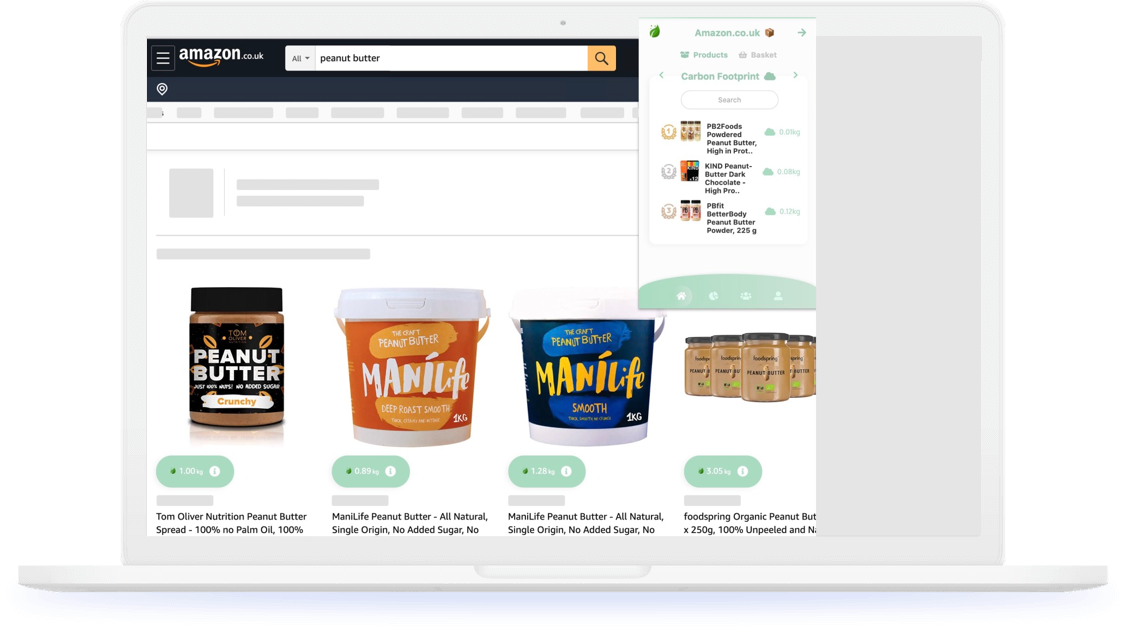 amazon.co.uk
All
peanut butter
Amazon.co.uk
Products
Basket
Carbon Footprint
Search
1
PB2Foods
Powdered
Peanut Butter,
High in Prot..
0.01kg
2
KIND Peanut-
Butter Dark
Chocolate -
High Pro..
0.08kg
3
PBfit
BetterBody
Peanut Butter
Powder, 225 g
0.12kg
TOM
OLIVER
PEANUT
BUTTER
JUST 100% NUTS! NO ADDED SUGAR
Crunchy
THE CRAFT
PEANUT BUTTER
MANíLife
DEEP ROAST SMOOTH
1KG
THE CRAFT
PEANUT BUTTER
MANíLife
SMOOTH
1KG
foodspring
PEANUT BUTTER
1.00 kg
0.89 kg
1.28 kg
3.05 kg
Tom Oliver Nutrition Peanut Butter
Spread - 100% no Palm Oil, 100%
ManiLife Peanut Butter - All Natural,
Single Origin, No Added Sugar, No
ManiLife Peanut Butter - All Natural,
Single Origin, No Added Sugar, No
foodspring Organic Peanut But
x 250g, 100% Unpeeled and Na